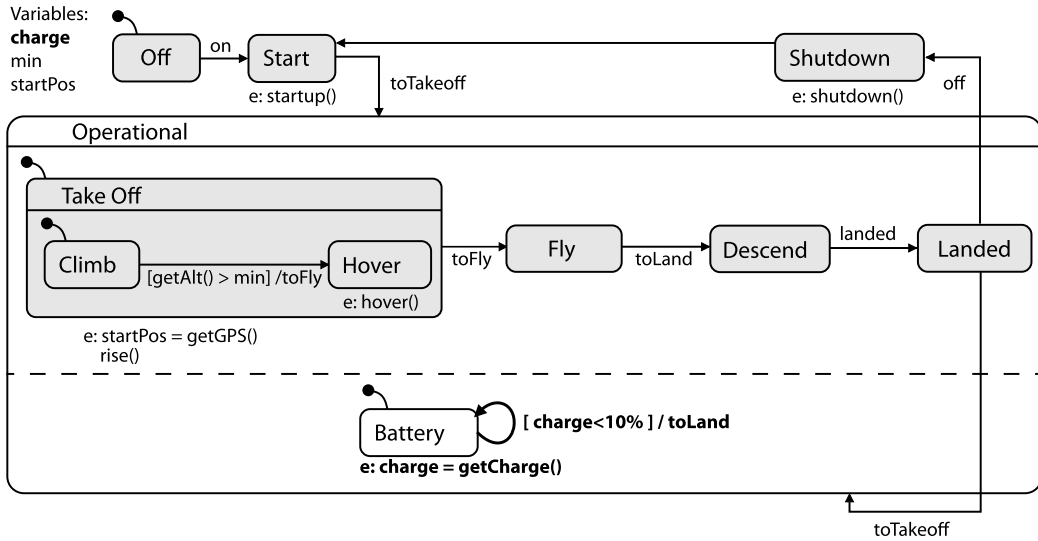 Variables:
charge
min
startPos
Off
on
Start
e: startup()
toTakeoff
Shutdown
e: shutdown()
off
Operational
Take Off
Climb
[getAlt() > min] /toFly
Hover
e: hover()
e: startPos = getGPS()
rise()
toFly
Fly
toLand
Descend
landed
Landed
Battery
[ charge<10% ] / toLand
e: charge = getCharge()
toTakeoff